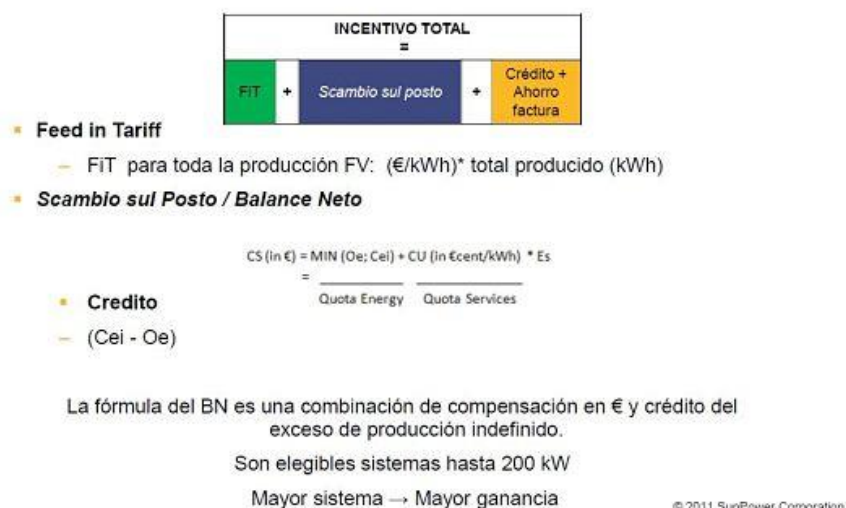 INCENTIVO TOTAL
=
FiT + Scambio sul posto + Crédito + Ahorro factura
▪ Feed in Tariff
– FiT para toda la producción FV: (€/kWh)* total producido (kWh)
▪ Scambio sul Posto / Balance Neto
CS (in €) = MIN (Oe; Cei) + CU (in €cent/kWh) * Es
=
Quota Energy Quota Services
▪ Credito
– (Cei - Oe)
La fórmula del BN es una combinación de compensación en € y crédito del
exceso de producción indefinido.
Son elegibles sistemas hasta 200 kW
Mayor sistema → Mayor ganancia
© 2011 SunPower Corporation